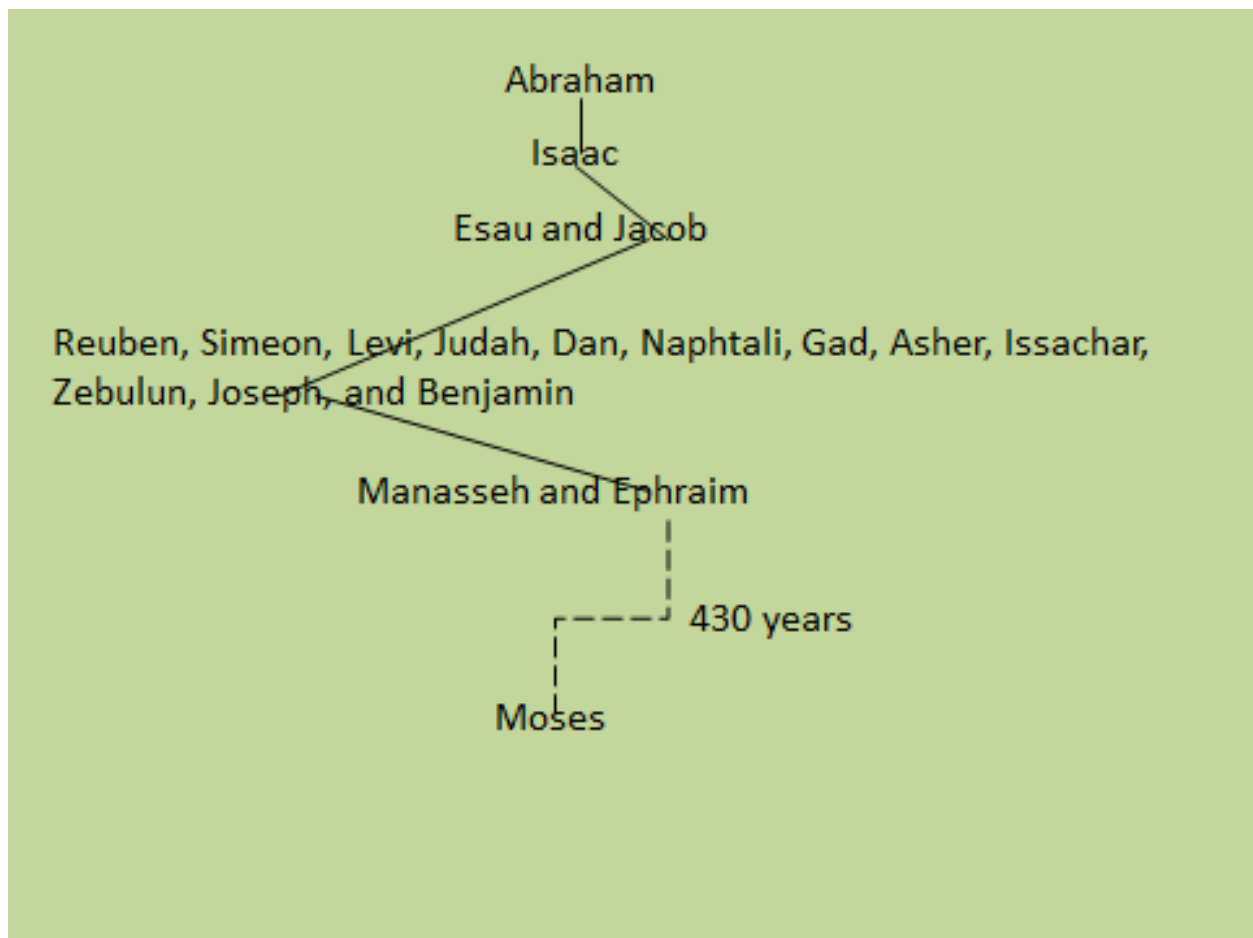 Abraham
Isaac
Esau and Jacob
Reuben, Simeon, Levi, Judah, Dan, Naphtali, Gad, Asher, Issachar,
Zebulun, Joseph, and Benjamin
Manasseh and Ephraim
430 years
Moses